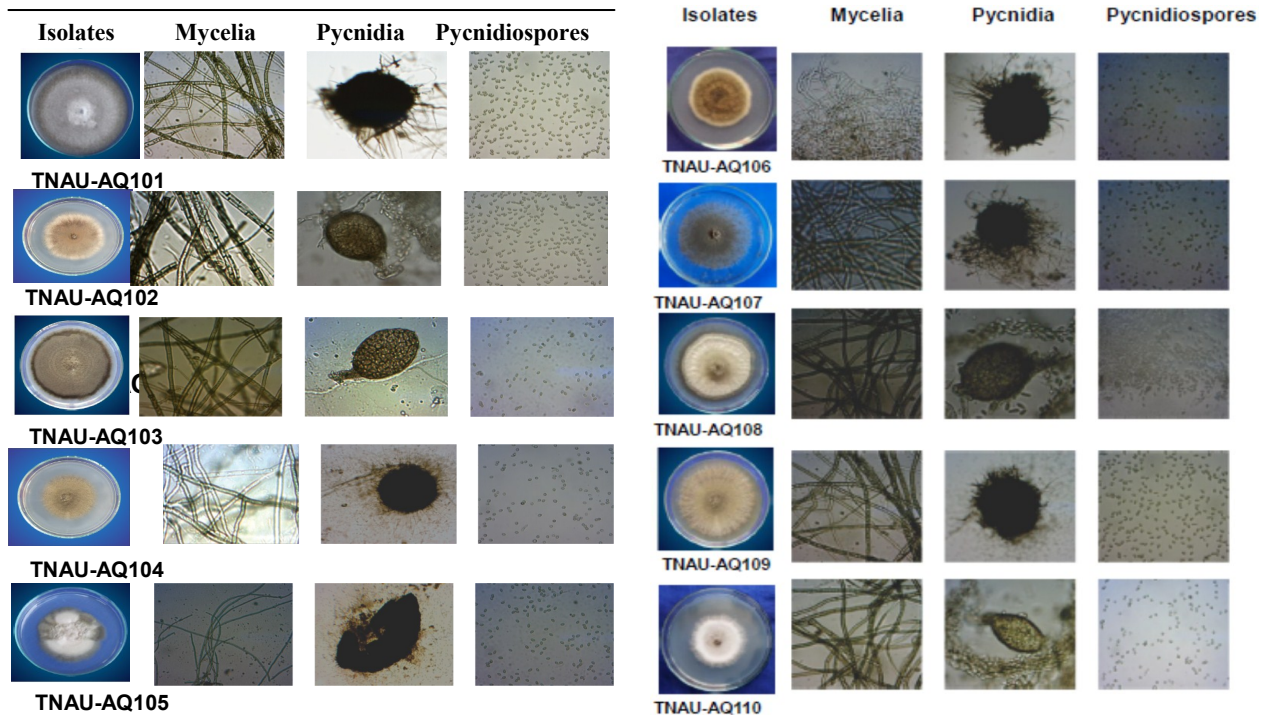 Isolates Mycelia Pycnidia Pycnidiospores
TNAU-AQ101
TNAU-AQ102
TNAU-AQ103
TNAU-AQ104
TNAU-AQ105
Isolates Mycelia Pycnidia Pycnidiospores
TNAU-AQ106
TNAU-AQ107
TNAU-AQ108
TNAU-AQ109
TNAU-AQ110